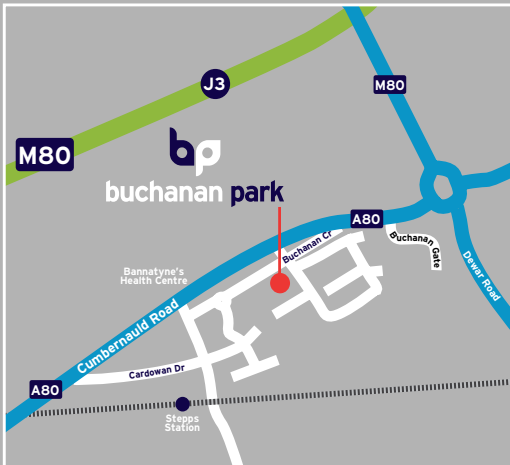 M80
J3
M80
bp
buchanan park
A80
Buchanan Cr
Buchanan
Gate
Dewar Road
Bannatyne's
Health Centre
Cumbernauld Road
Cardowan Dr
A80
Stepps
Station